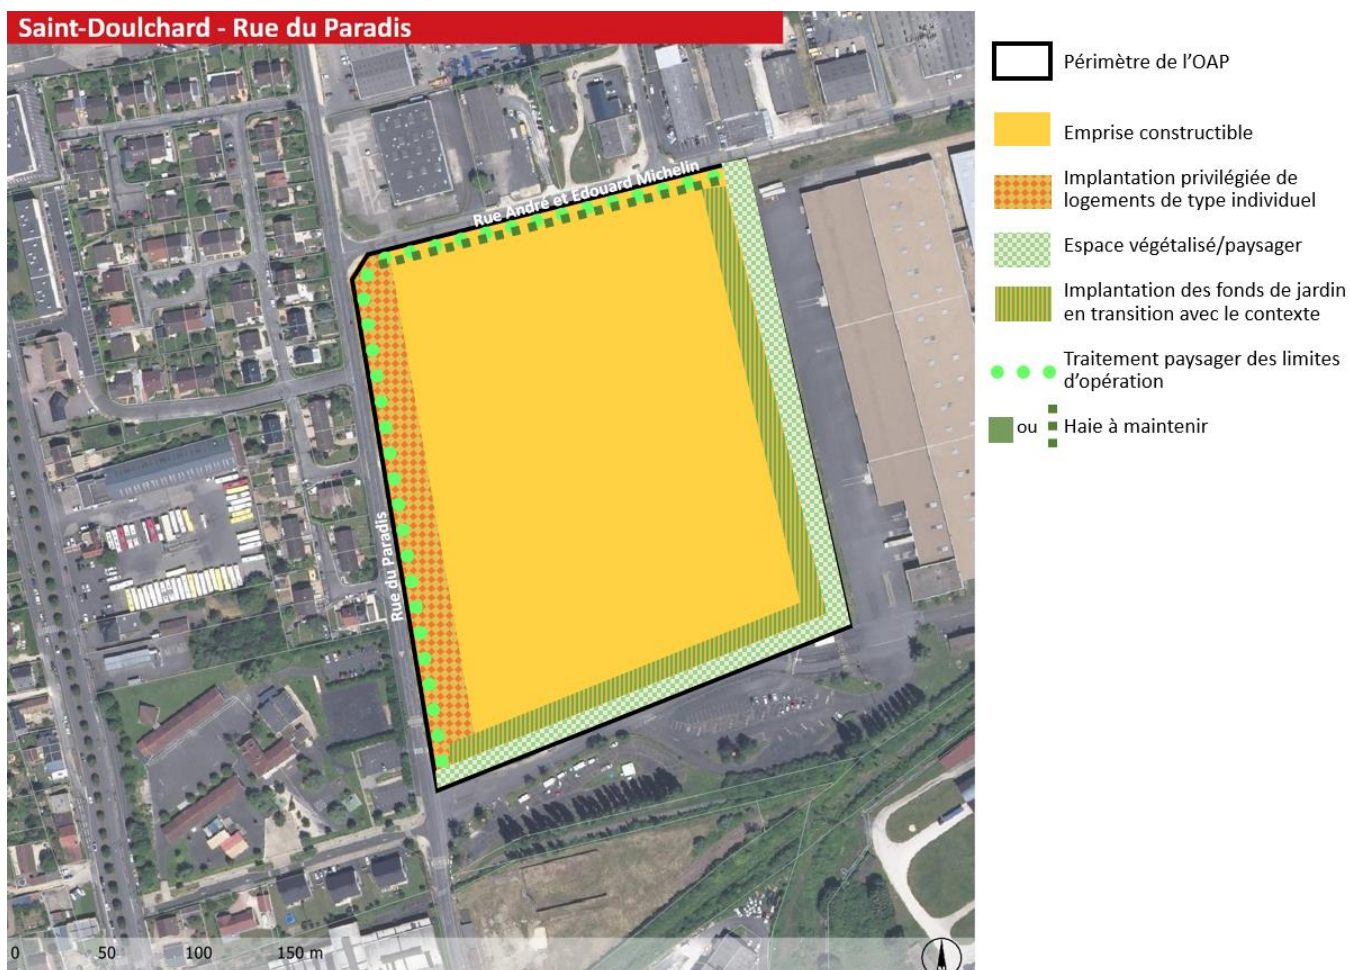 Saint-Doulchard - Rue du Paradis
Rue André et Edouard Michelin
Rue du Paradis
0 50 100 150 m
Périmètre de l’OAP
Emprise constructible
Implantation privilégiée de
logements de type individuel
Espace végétalisé/paysager
Implantation des fonds de jardin
en transition avec le contexte
Traitement paysager des limites
d’opération
ou Haie à maintenir